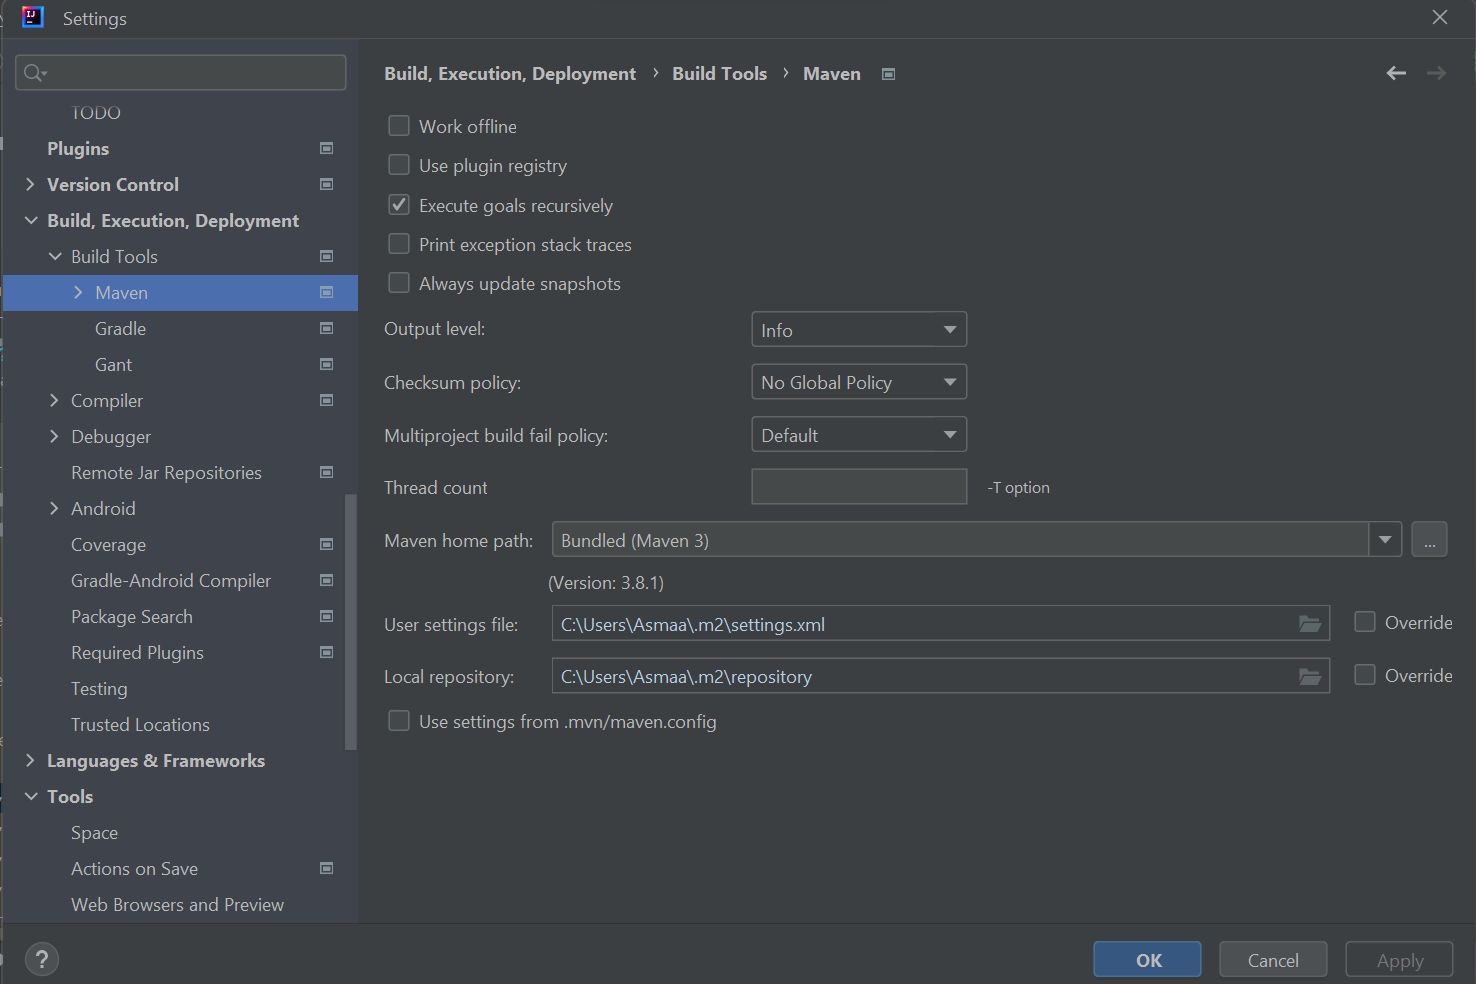 Settings
TODO
Plugins
Version Control
Build, Execution, Deployment
Build Tools
Maven
Gradle
Gant
Compiler
Debugger
Remote Jar Repositories
Android
Coverage
Gradle-Android Compiler
Package Search
Required Plugins
Testing
Trusted Locations
Languages & Frameworks
Tools
Space
Actions on Save
Web Browsers and Preview
Build, Execution, Deployment › Build Tools › Maven
Work offline
Use plugin registry
Execute goals recursively
Print exception stack traces
Always update snapshots
Output level: Info
Checksum policy: No Global Policy
Multiproject build fail policy: Default
Thread count -T option
Maven home path: Bundled (Maven 3) ...
(Version: 3.8.1)
User settings file: C:\Users\Asmaa\.m2\settings.xml Override
Local repository: C:\Users\Asmaa\.m2\repository Override
Use settings from .mvn/maven.config
? OK Cancel Apply